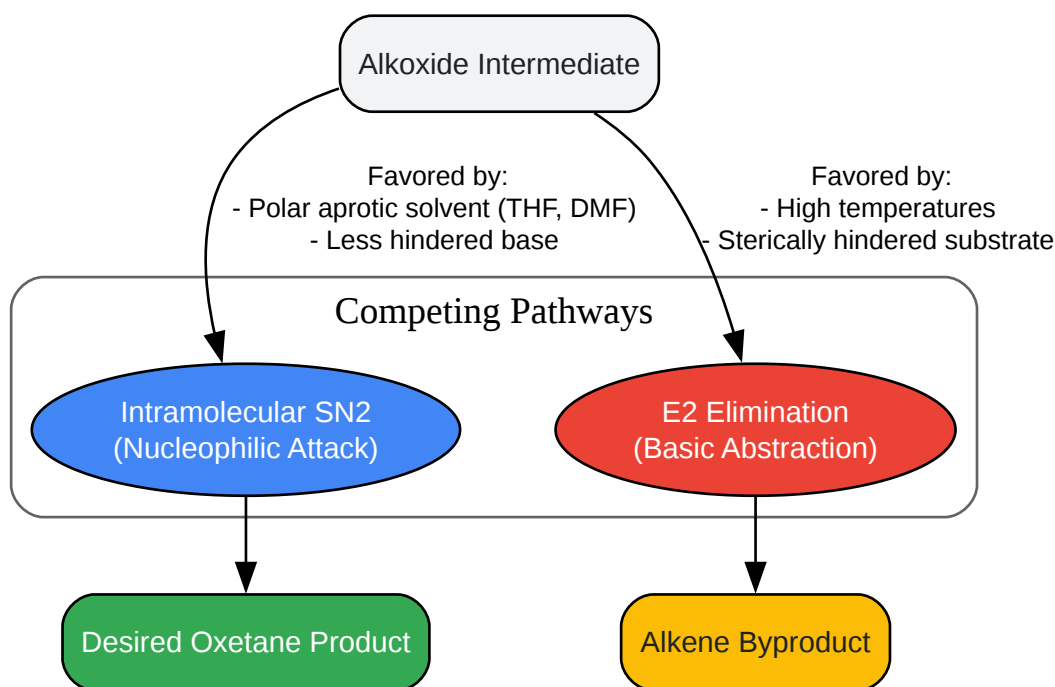 Alkoxide Intermediate
Favored by:
- Polar aprotic solvent (THF, DMF)
- Less hindered base
Favored by:
- High temperatures
- Sterically hindered substrate
Competing Pathways
Intramolecular SN2
(Nucleophilic Attack)
E2 Elimination
(Basic Abstraction)
Desired Oxetane Product
Alkene Byproduct